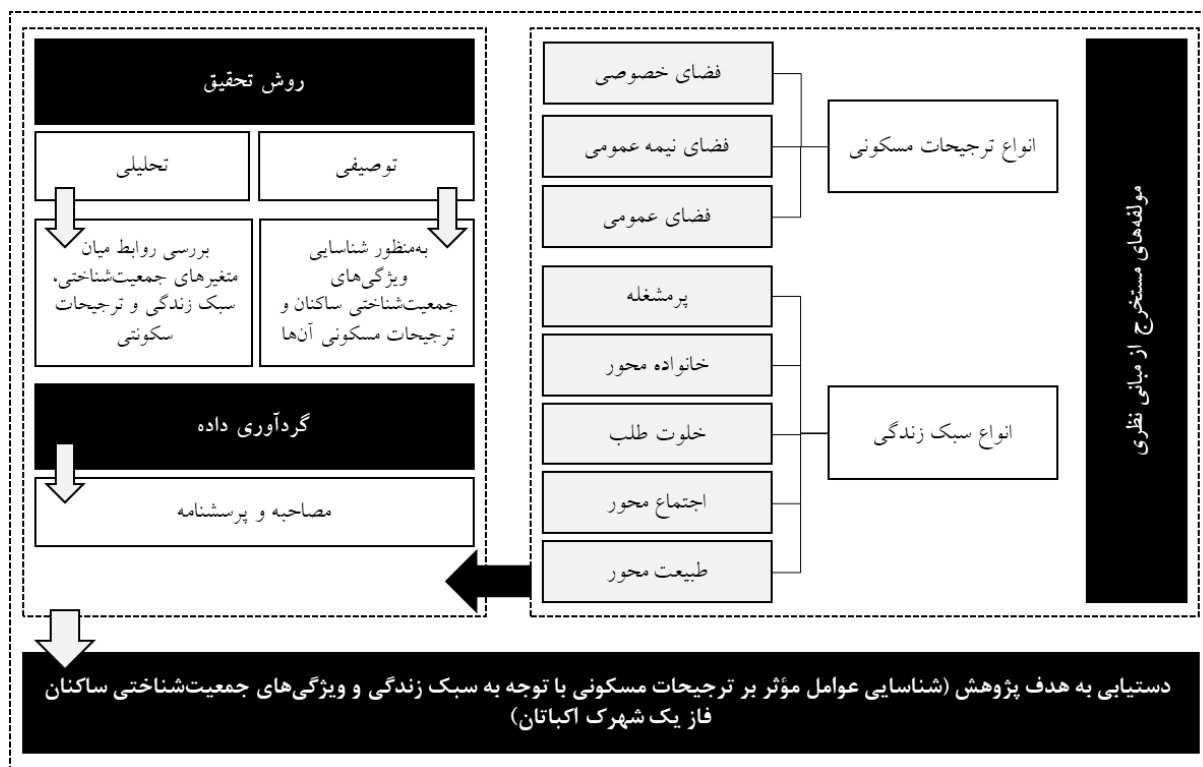 مولفه‌های مستخرج از مبانی نظری
انواع ترجیحات مسکونی
فضای خصوصی
فضای نیمه عمومی
فضای عمومی
انواع سبک زندگی
پرمشغله
خانواده محور
خلوت طلب
اجتماع محور
طبیعت محور
روش تحقیق
توصیفی
تحلیلی
به‌منظور شناسایی
ویژگی‌های
جمعیت‌شناختی ساکنان و
ترجیحات مسکونی آن‌ها
بررسی روابط میان
متغیرهای جمعیت‌شناختی،
سبک زندگی و ترجیحات
سکونتی
گردآوری داده
مصاحبه و پرسشنامه
دستیابی به هدف پژوهش (شناسایی عوامل مؤثر بر ترجیحات مسکونی با توجه به سبک زندگی و ویژگی‌های جمعیت‌شناختی ساکنان
فاز یک شهرک اکباتان)